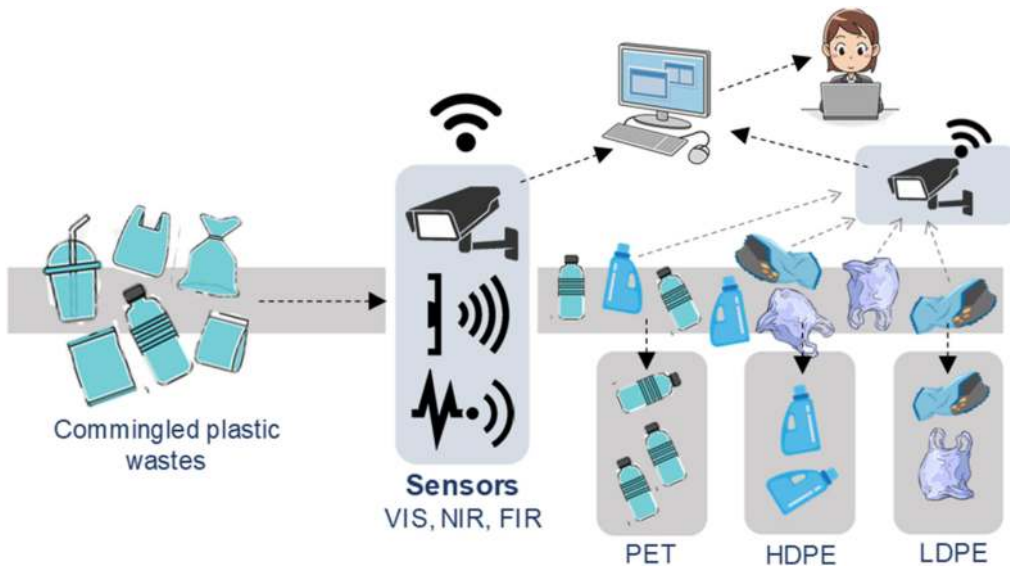 Commingled plastic
wastes
Sensors
VIS, NIR, FIR
PET
HDPE
LDPE